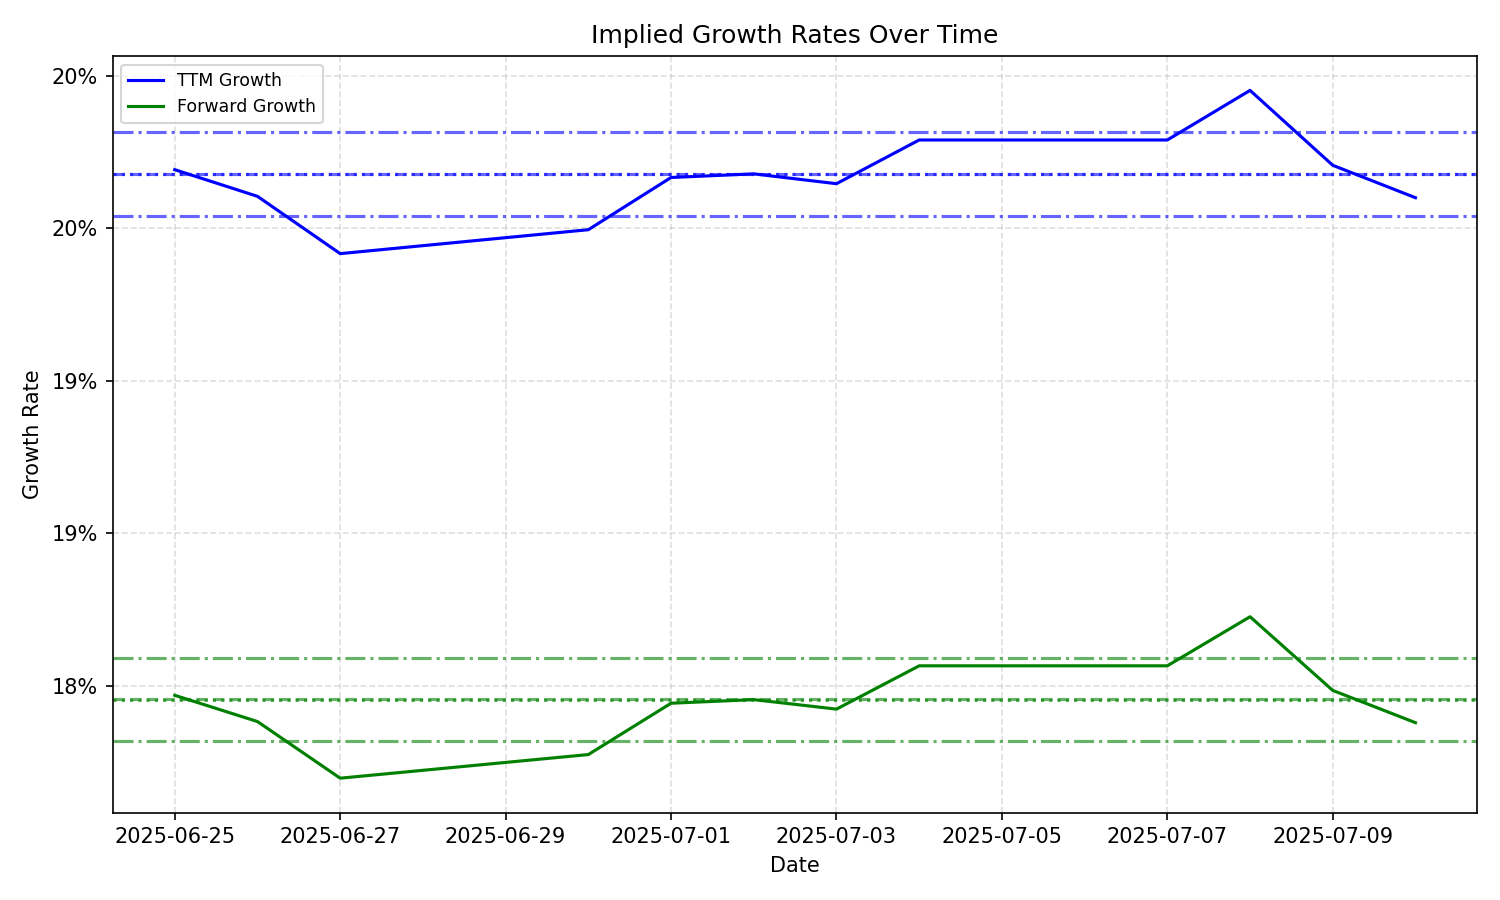 Implied Growth Rates Over Time
TTM Growth
Forward Growth
20%
20%
19%
19%
18%
Growth Rate
2025-06-25
2025-06-27
2025-06-29
2025-07-01
2025-07-03
2025-07-05
2025-07-07
2025-07-09
Date